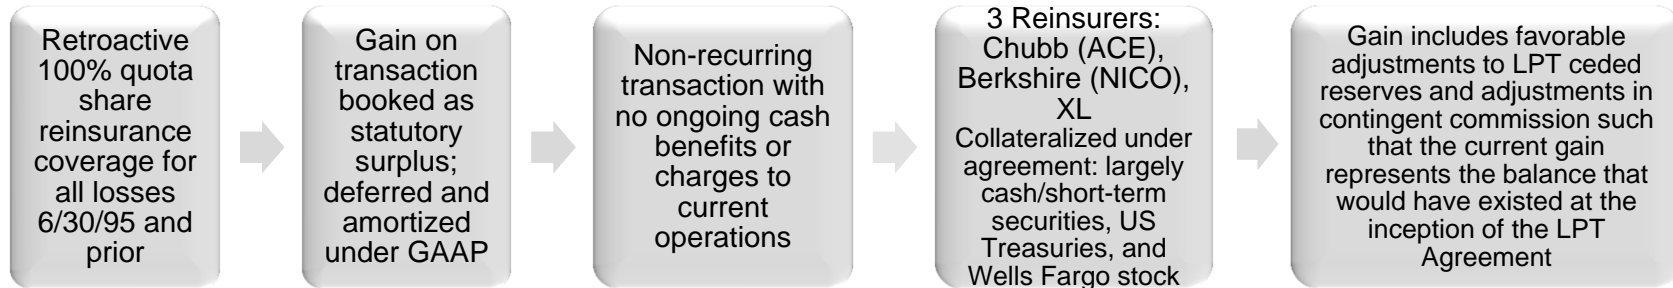 Retroactive
100% quota
share
reinsurance
coverage for
all losses
6/30/95 and
prior
Gain on
transaction
booked as
statutory
surplus;
deferred and
amortized
under GAAP
Non-recurring
transaction with
no ongoing cash
benefits or
charges to
current
operations
3 Reinsurers:
Chubb (ACE),
Berkshire (NICO),
XL
Collateralized under
agreement: largely
cash/short-term
securities, US
Treasuries, and
Wells Fargo stock
Gain includes favorable
adjustments to LPT ceded
reserves and adjustments in
contingent commission such
that the current gain
represents the balance that
would have existed at the
inception of the LPT
Agreement